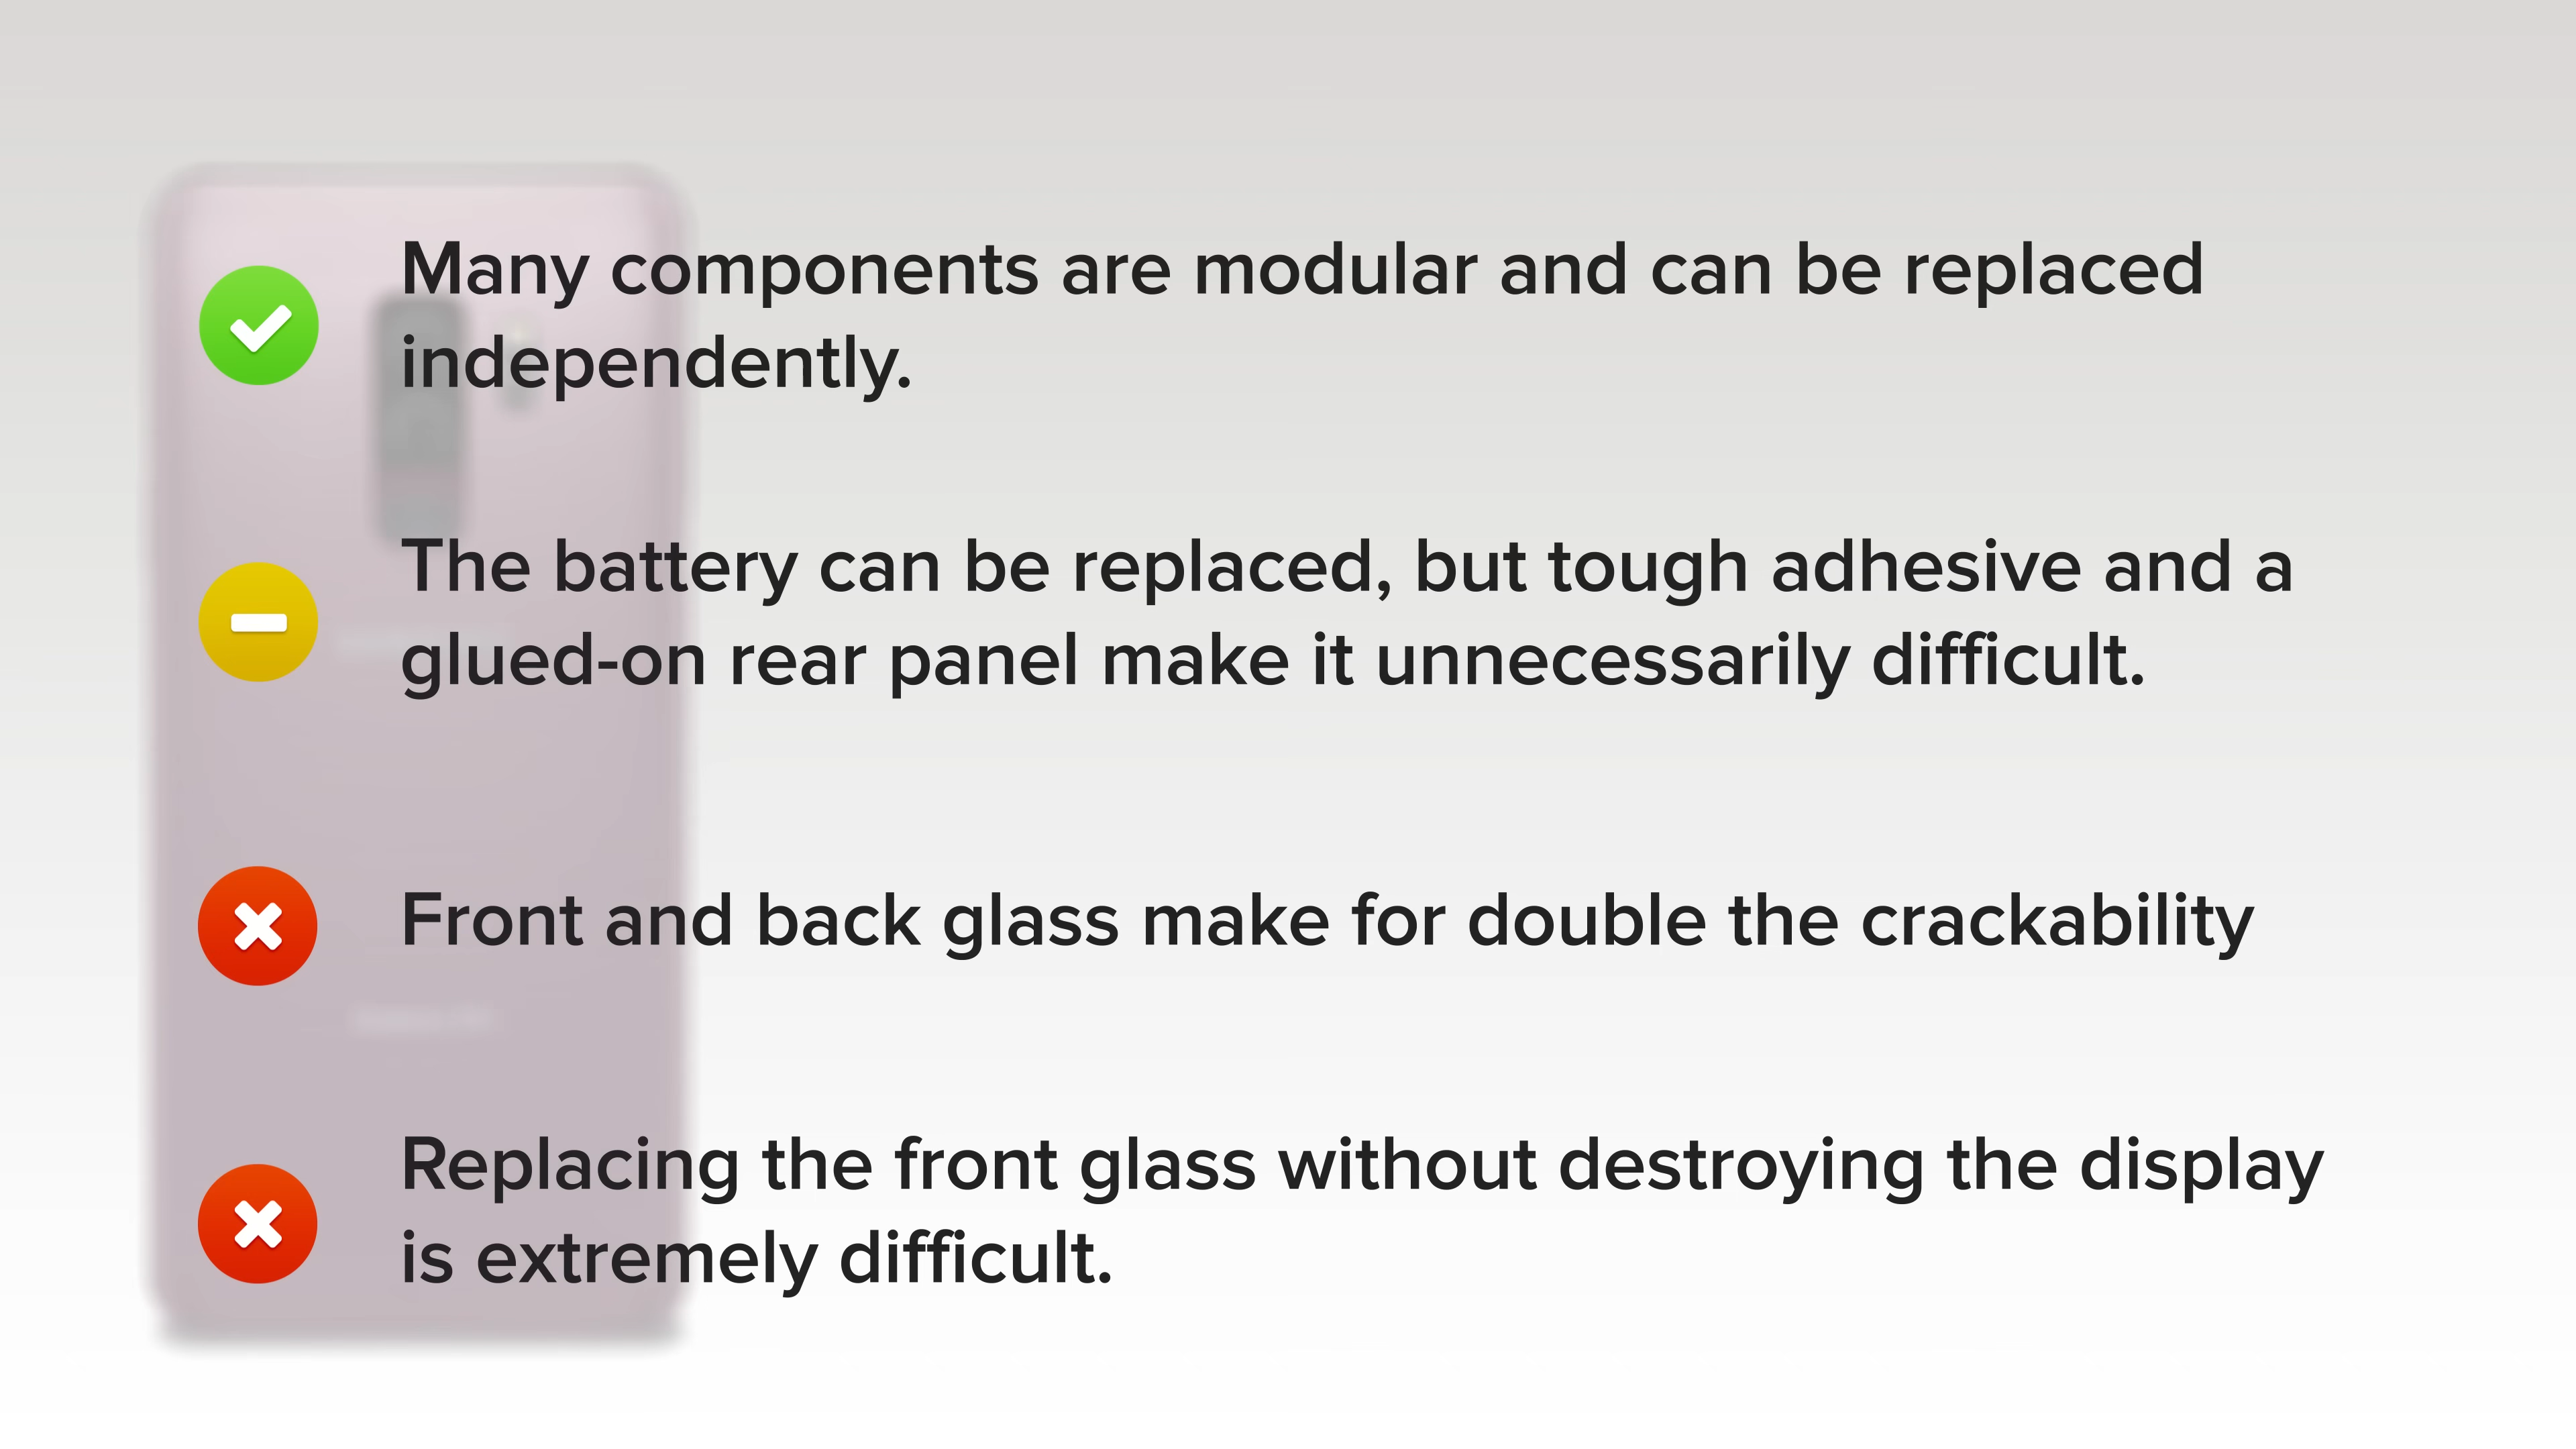 Many components are modular and can be replaced
independently.
The battery can be replaced, but tough adhesive and a
glued-on rear panel make it unnecessarily difficult.
Front and back glass make for double the crackability
Replacing the front glass without destroying the display
is extremely difficult.